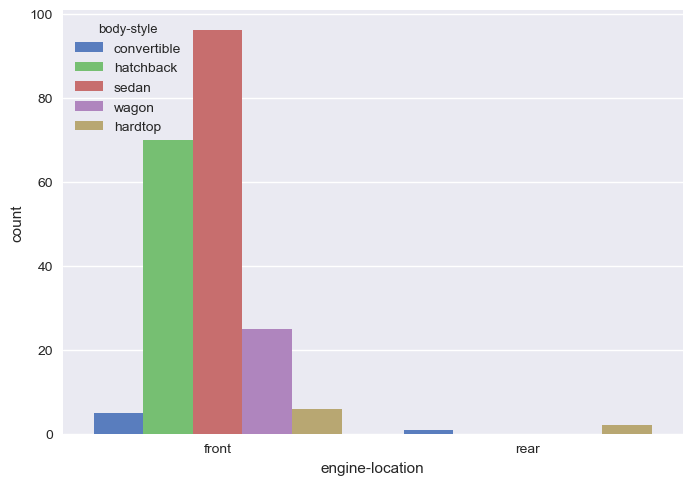 100
80
60
40
20
0
count
body-style
convertible
hatchback
sedan
wagon
hardtop
front
rear
engine-location